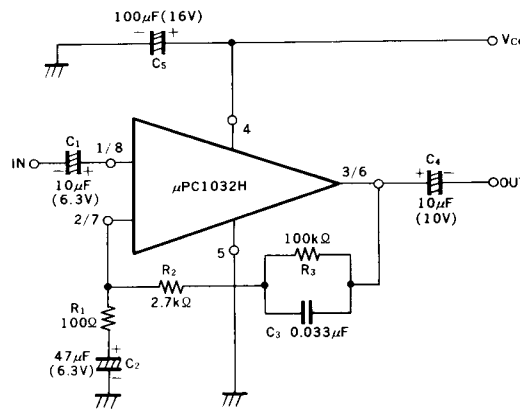 100μF(16V)
− +
C5
VCC
4
C1
1/8
IN
− +
10μF
(6.3V)
2/7
μPC1032H
3/6
C4
+ −
OUT
10μF
(10V)
5
100kΩ
R3
R2
2.7kΩ
C3 0.033μF
R1
100Ω
47μF
(6.3V)
+
C2
−